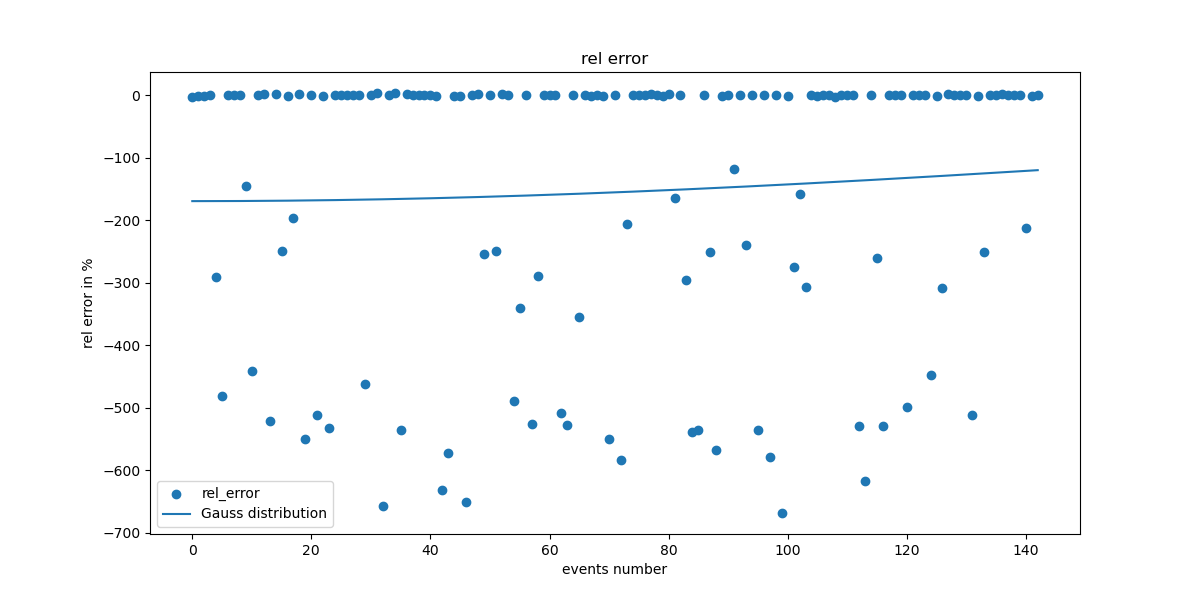 rel error
rel error in %
0
−100
−200
−300
−400
−500
−600
−700
rel_error
Gauss distribution
0 20 40 60 80 100 120 140
events number